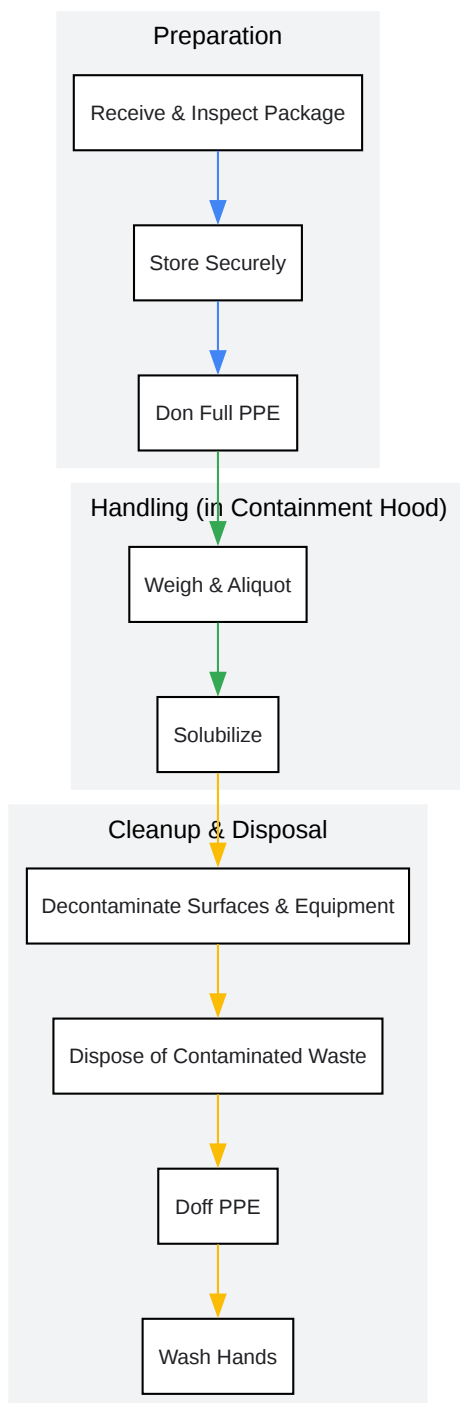 Preparation
Receive & Inspect Package
Store Securely
Don Full PPE
Handling (in Containment Hood)
Weigh & Aliquot
Solubilize
Cleanup & Disposal
Decontaminate Surfaces & Equipment
Dispose of Contaminated Waste
Doff PPE
Wash Hands